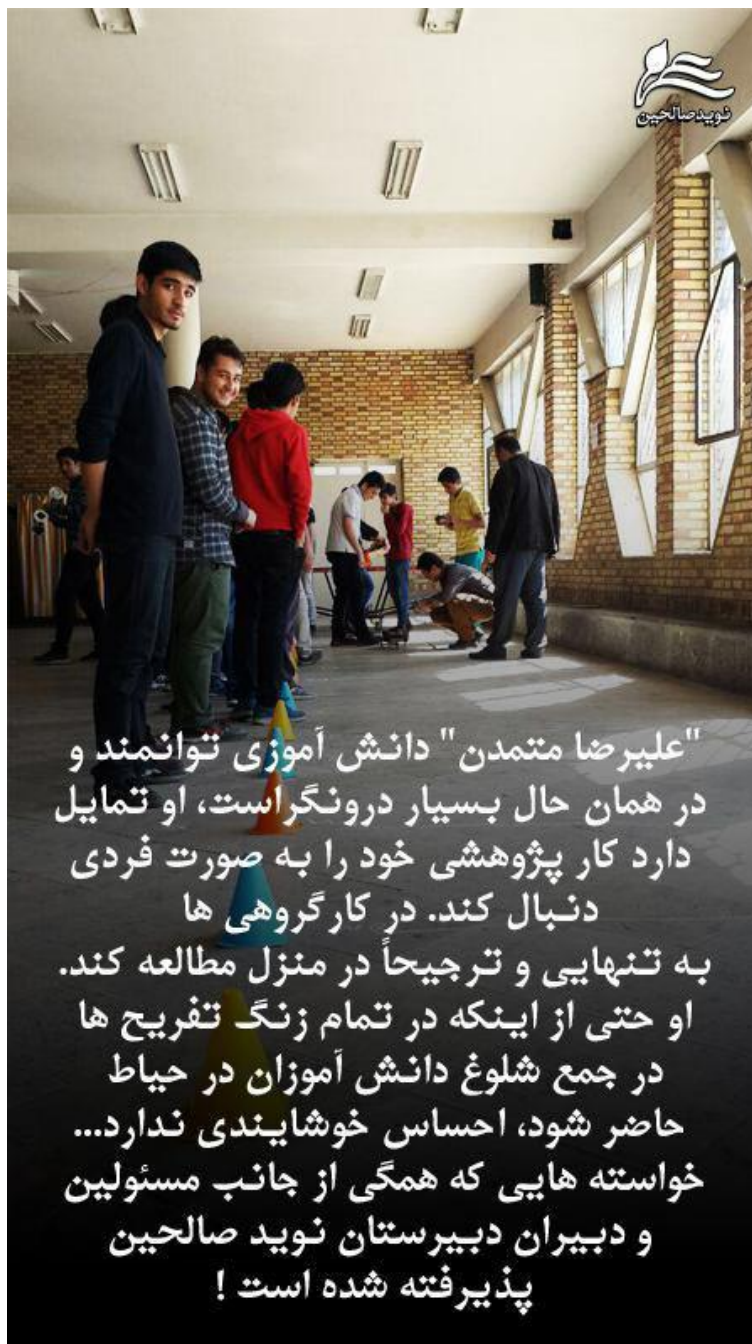 نویدصالحین
"علیرضا متمدن" دانش آموزی توانمند و
در همان حال بسیار درونگراست، او تمایل
دارد کار پژوهشی خود را به صورت فردی
دنبال کند. در کارگروهی ها
به تنهایی و ترجیحاً در منزل مطالعه کند.
او حتی از اینکه در تمام زنگ تفریح ها
در جمع شلوغ دانش آموزان در حیاط
حاضر شود، احساس خوشایندی ندارد...
خواسته هایی که همگی از جانب مسئولین
و دبیران دبیرستان نوید صالحین
پذیرفته شده است !